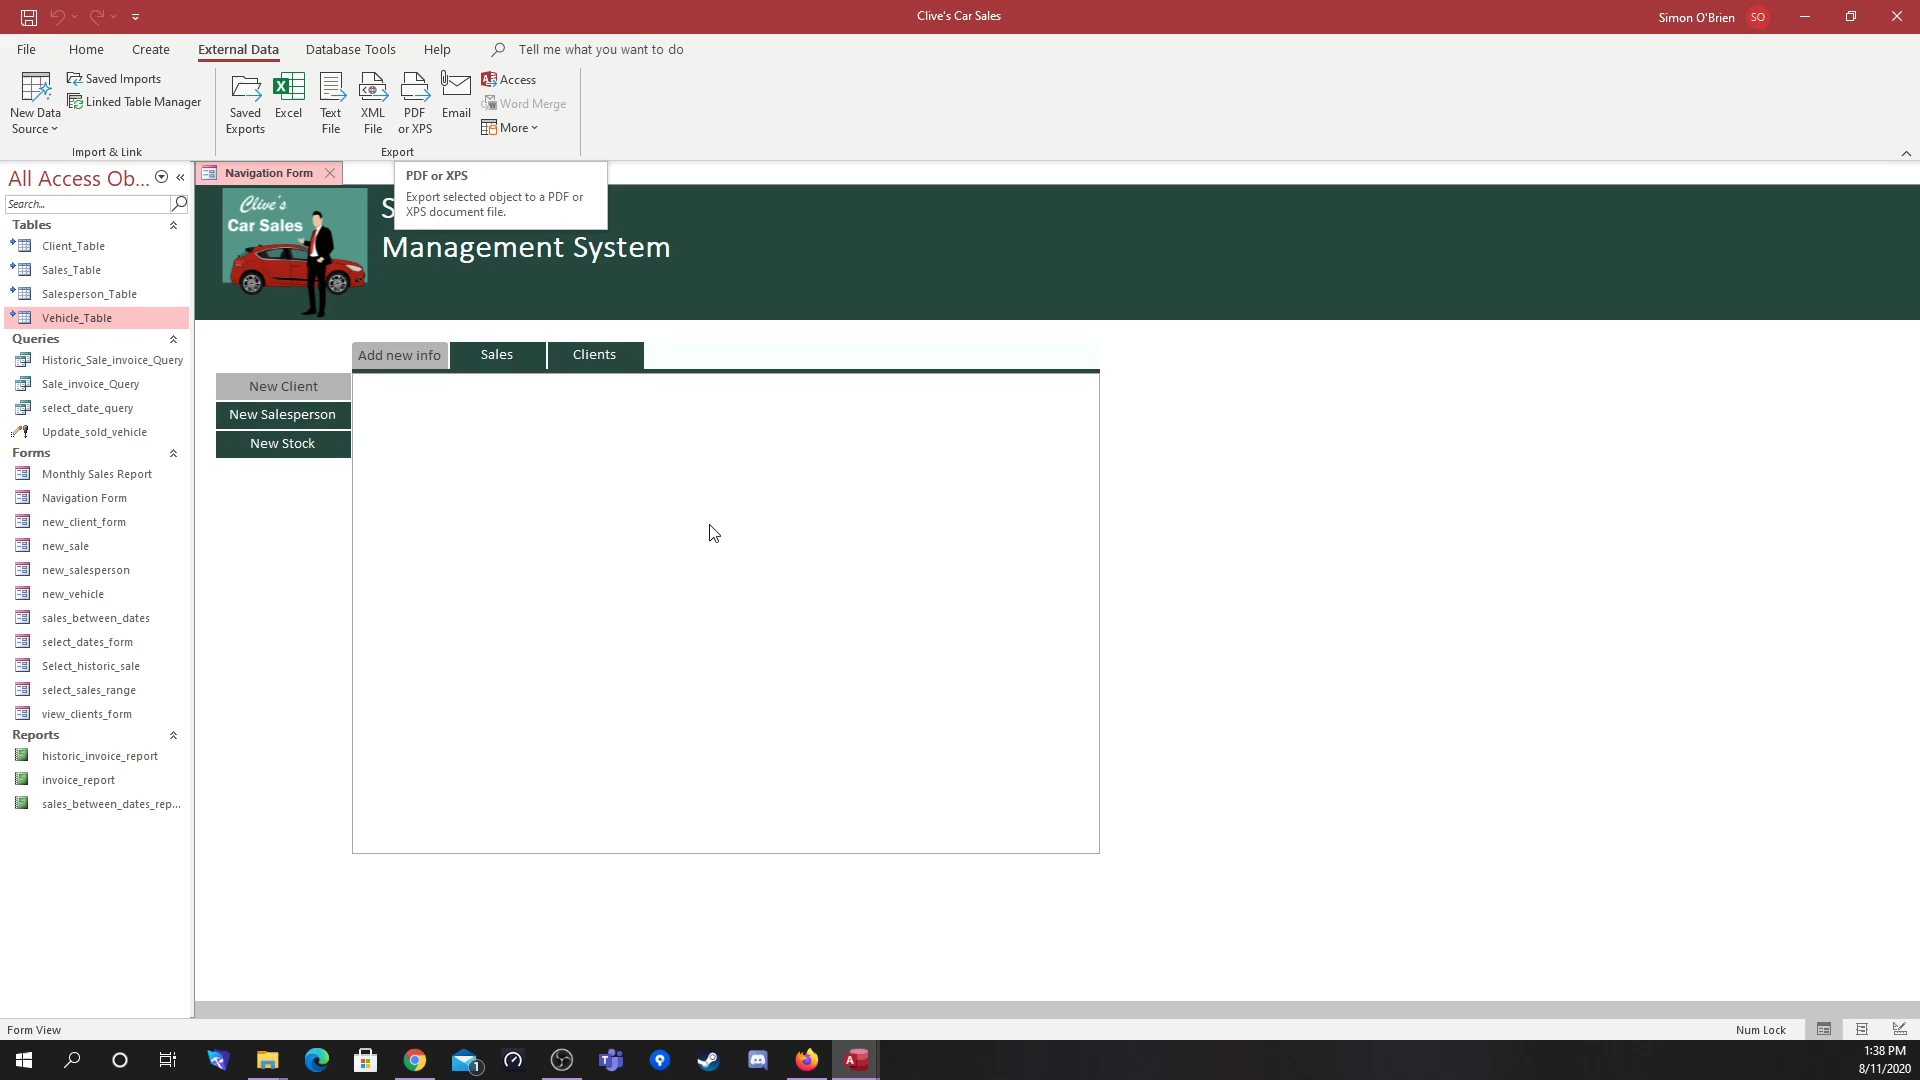 Clive's Car Sales
Simon O'Brien SO
File Home Create External Data Database Tools Help Tell me what you want to do
New Data Source
Saved Imports
Linked Table Manager
Import & Link
Saved Exports
Excel
Text File
XML File
PDF or XPS
Email
Access
Word Merge
More
Export
PDF or XPS
Export selected object to a PDF or
XPS document file.
All Access Ob...
Search...
Tables
Client_Table
Sales_Table
Salesperson_Table
Vehicle_Table
Queries
Historic_Sale_invoice_Query
Sale_invoice_Query
select_date_query
Update_sold_vehicle
Forms
Monthly Sales Report
Navigation Form
new_client_form
new_sale
new_salesperson
new_vehicle
sales_between_dates
select_dates_form
Select_historic_sale
select_sales_range
view_clients_form
Reports
historic_invoice_report
invoice_report
sales_between_dates_rep...
Navigation Form
Clive's
Car Sales
S
Management System
Add new info Sales Clients
New Client
New Salesperson
New Stock
Form View
Num Lock
1
1:38 PM
8/11/2020